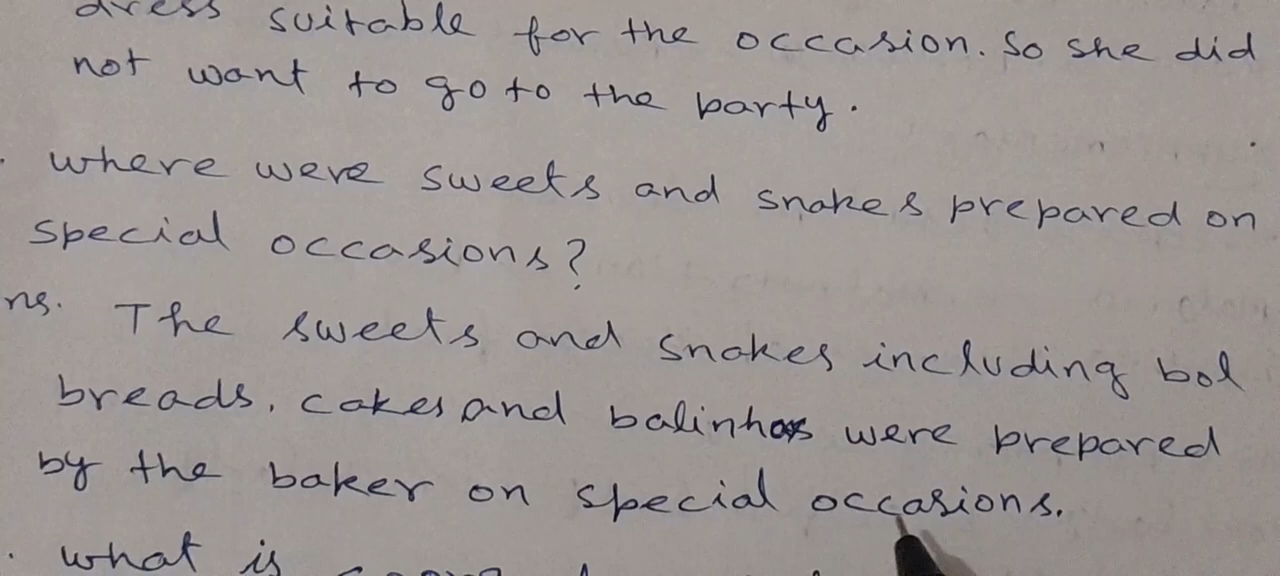 dress suitable for the occasion. So she did
not want to go to the party.
. where were sweets and snakes prepared on
special occasions?
ns. The sweets and snakes including bol
breads, cakes and balinhas were prepared
by the baker on special occasions.
. what is